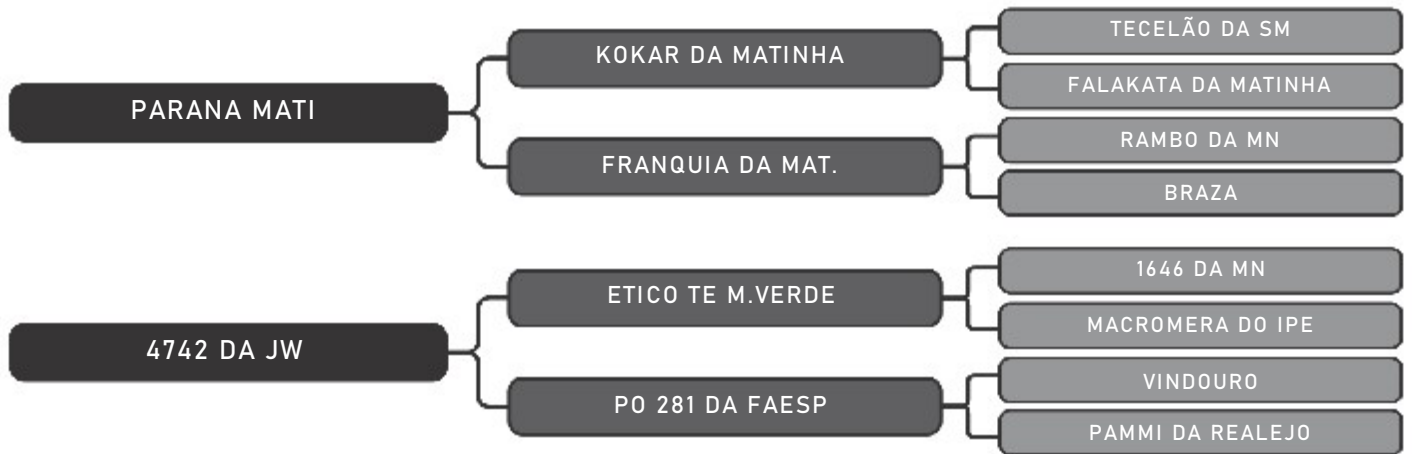 PARANA MATI
KOKAR DA MATINHA
TECELÃO DA SM
FALAKATA DA MATINHA
FRANQUIA DA MAT.
RAMBO DA MN
BRAZA
4742 DA JW
ETICO TE M.VERDE
1646 DA MN
MACROMERA DO IPE
PO 281 DA FAESP
VINDOURO
PAMMI DA REALEJO